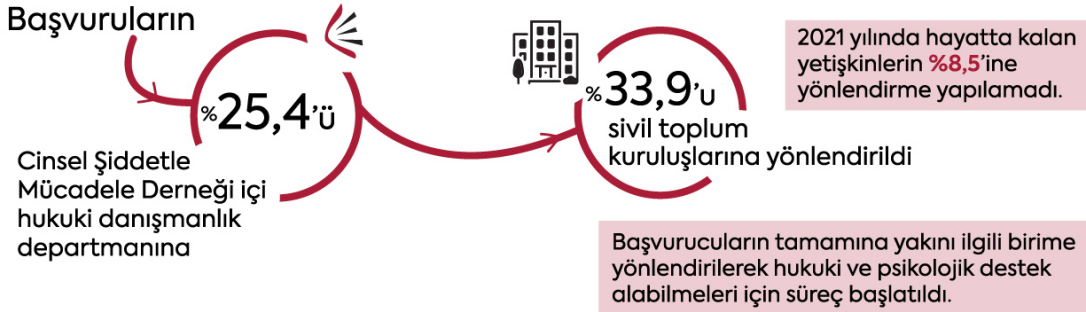 Başvuruların
%25,4'ü
Cinsel Şiddetle
Mücadele Derneği içi
hukuki danışmanlık
departmanına
%33,9'u
sivil toplum
kuruluşlarına yönlendirildi
2021 yılında hayatta kalan
yetişkinlerin %8,5'ine
yönlendirme yapılamadı.
Başvurucuların tamamına yakını ilgili birime
yönlendirilerek hukuki ve psikolojik destek
alabilmeleri için süreç başlatıldı.